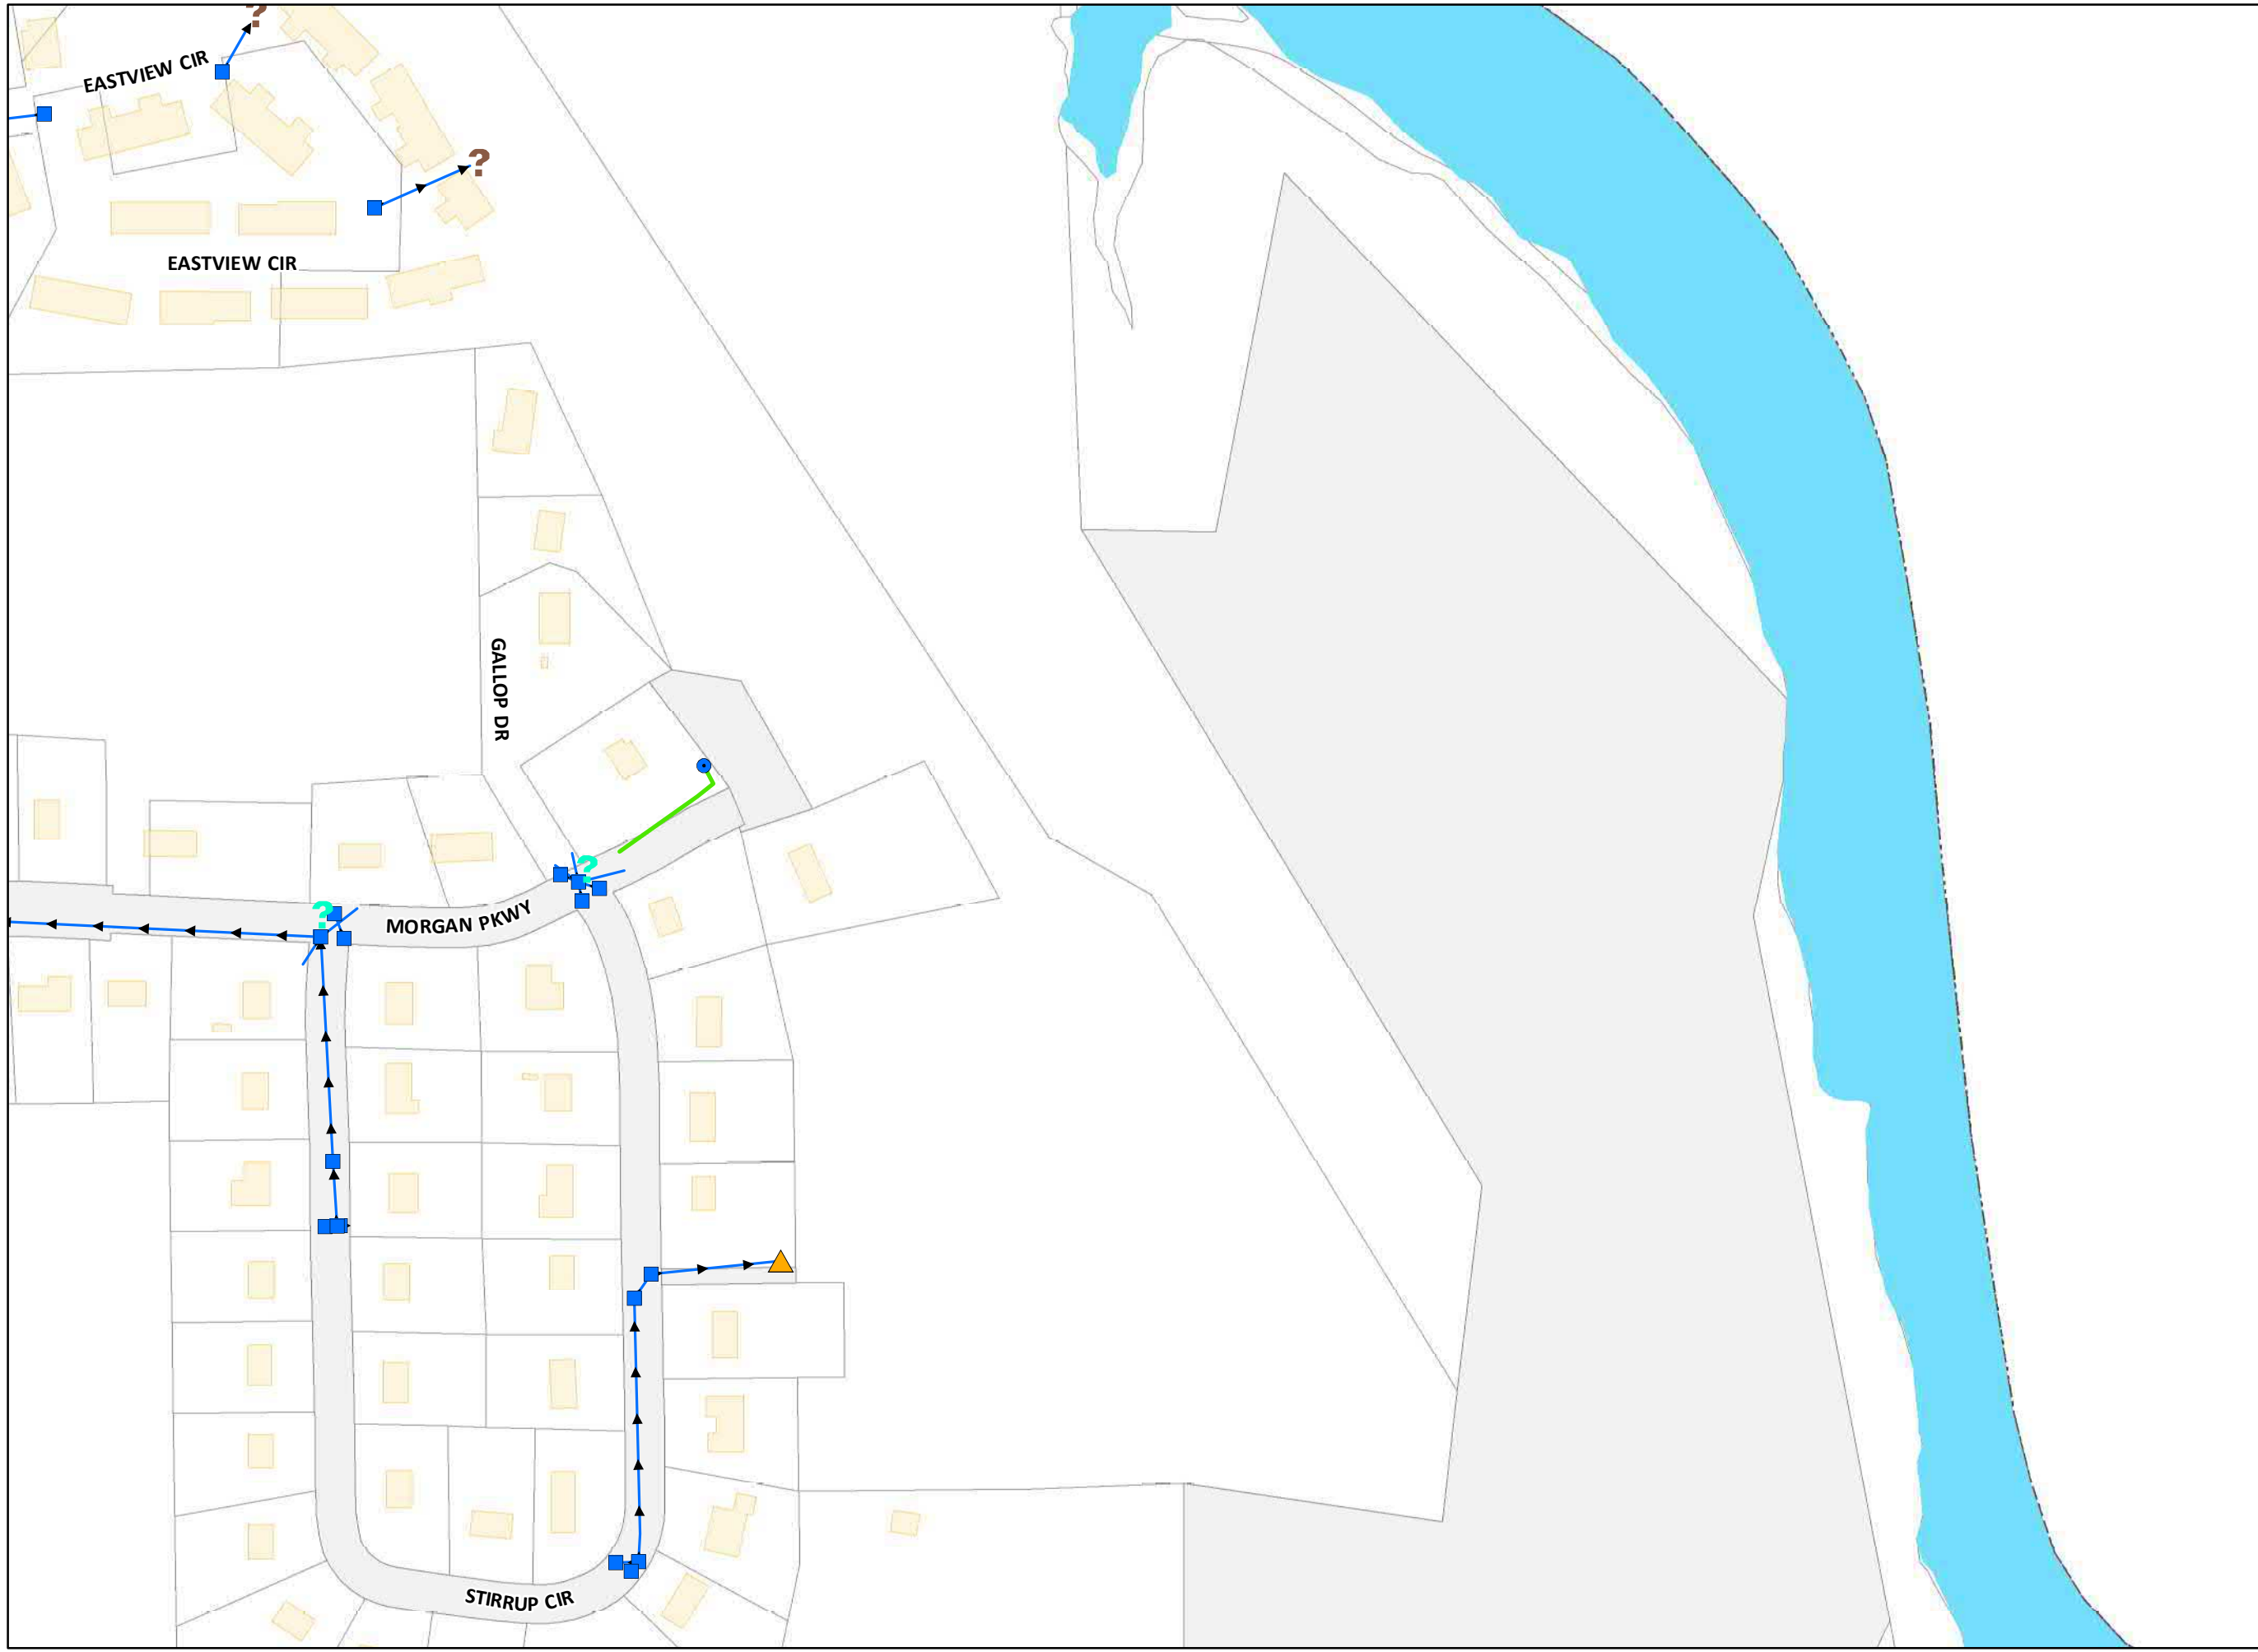 ?
EASTVIEW CIR
?
EASTVIEW CIR
GALLOP DR
?
?
MORGAN PKWY
STIRRUP CIR